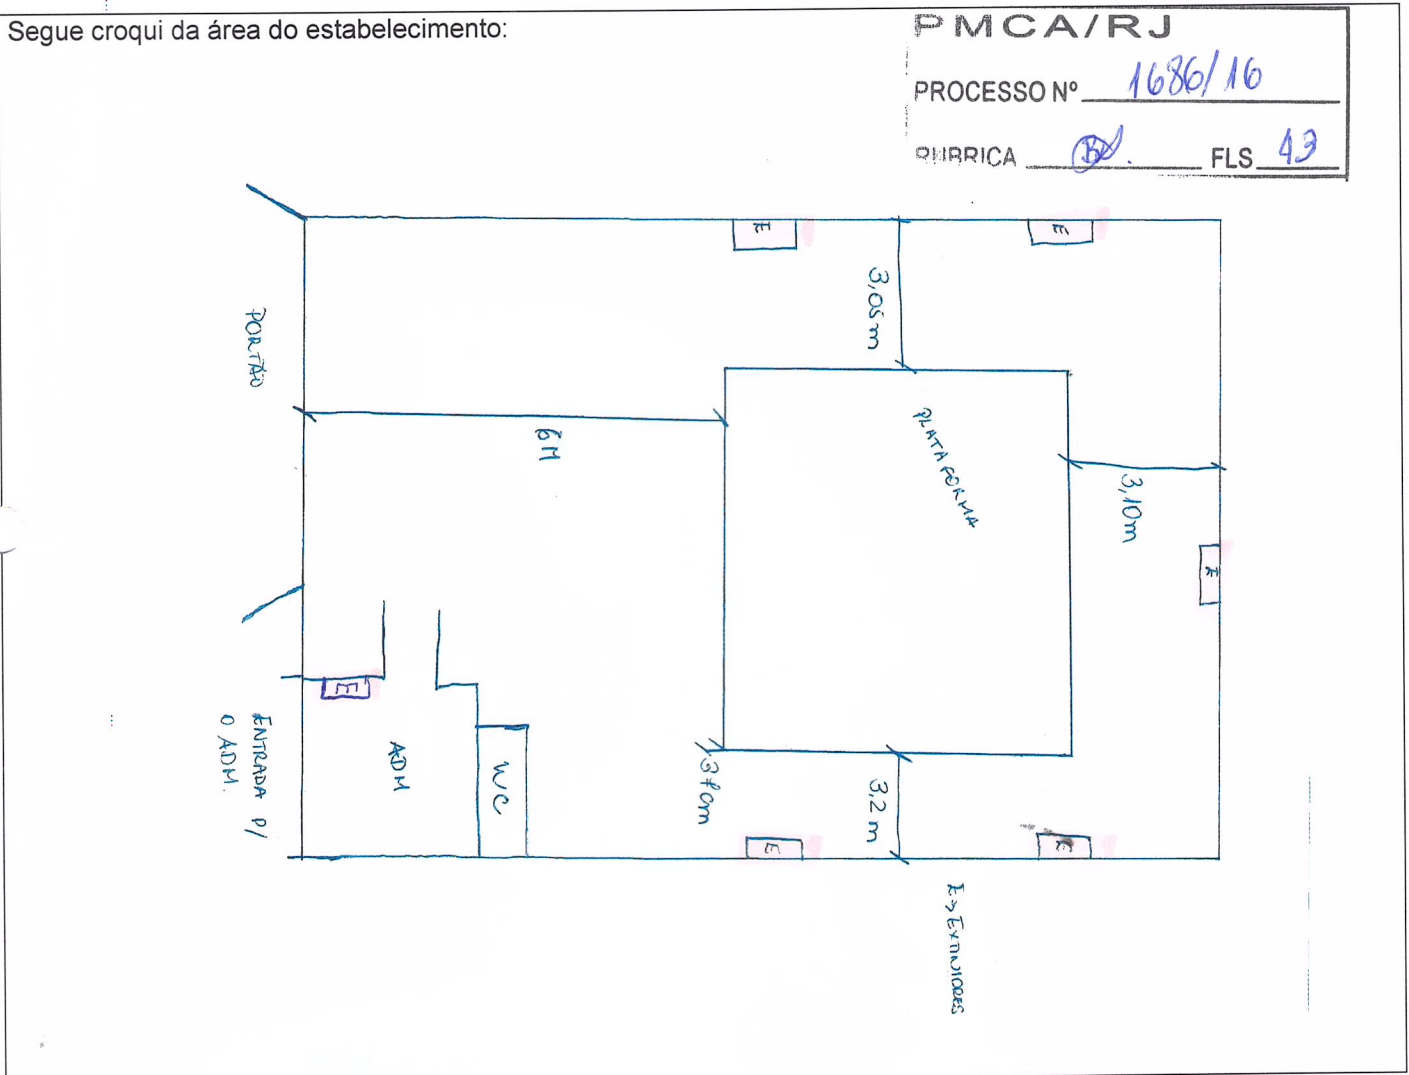 Segue croqui da área do estabelecimento:
PMCA/RJ
PROCESSO Nº 1686/16
RUBRICA FLS 43
E
E
3,05m
PORTÃO
6M
PLATAFORMA
3,10m
E
E
ENTRADA P/
O ADM.
ADM
WC
3,2m
E
E
E → EXTINTORES